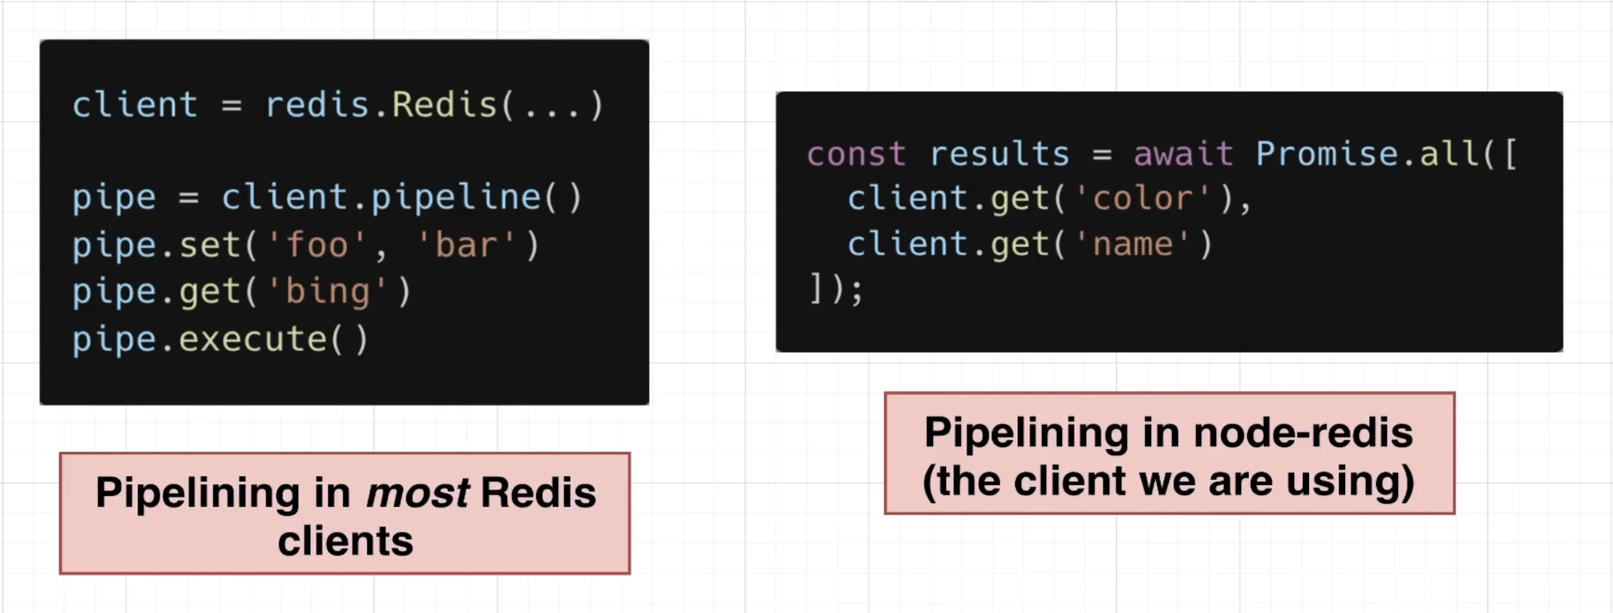 client = redis.Redis(...)
pipe = client.pipeline()
pipe.set('foo', 'bar')
pipe.get('bing')
pipe.execute()
Pipelining in most Redis
clients
const results = await Promise.all([
  client.get('color'),
  client.get('name')
]);
Pipelining in node-redis
(the client we are using)